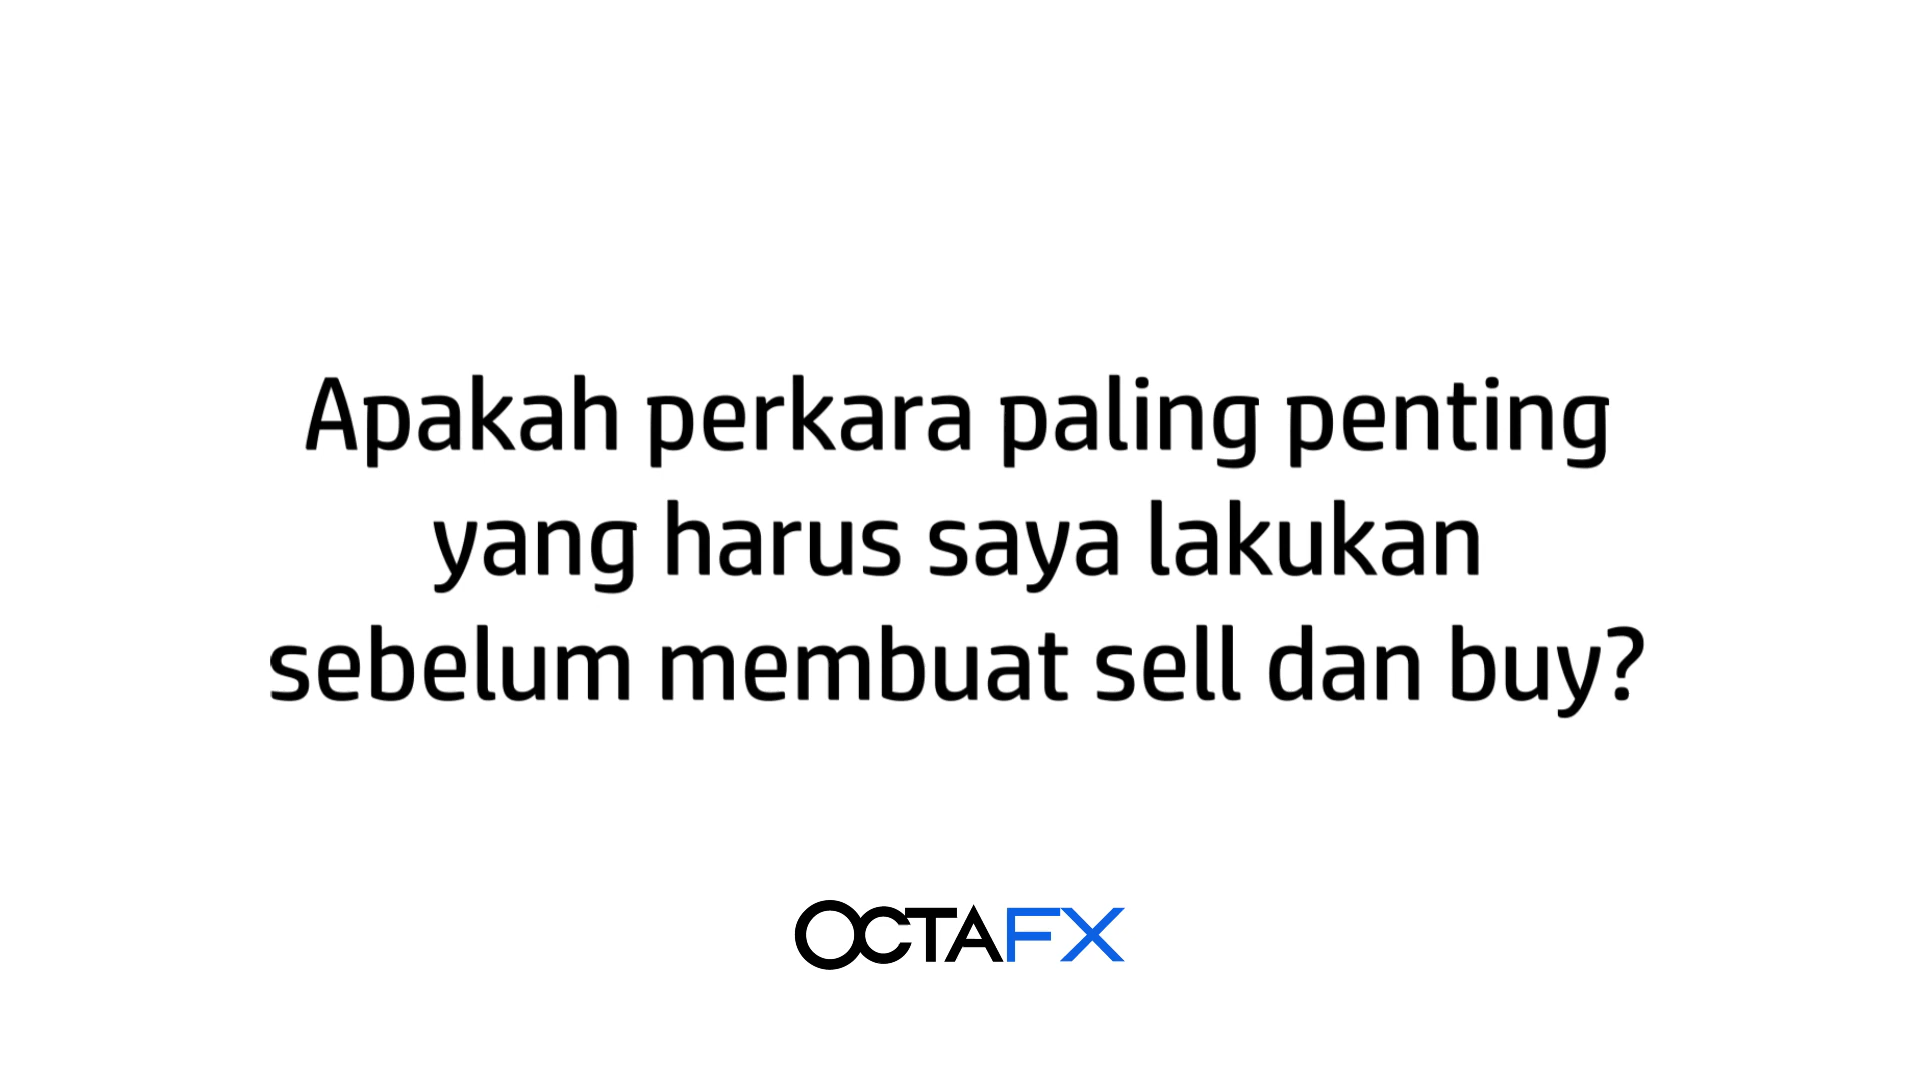 Apakah perkara paling penting
yang harus saya lakukan
sebelum membuat sell dan buy?
OCTAFX